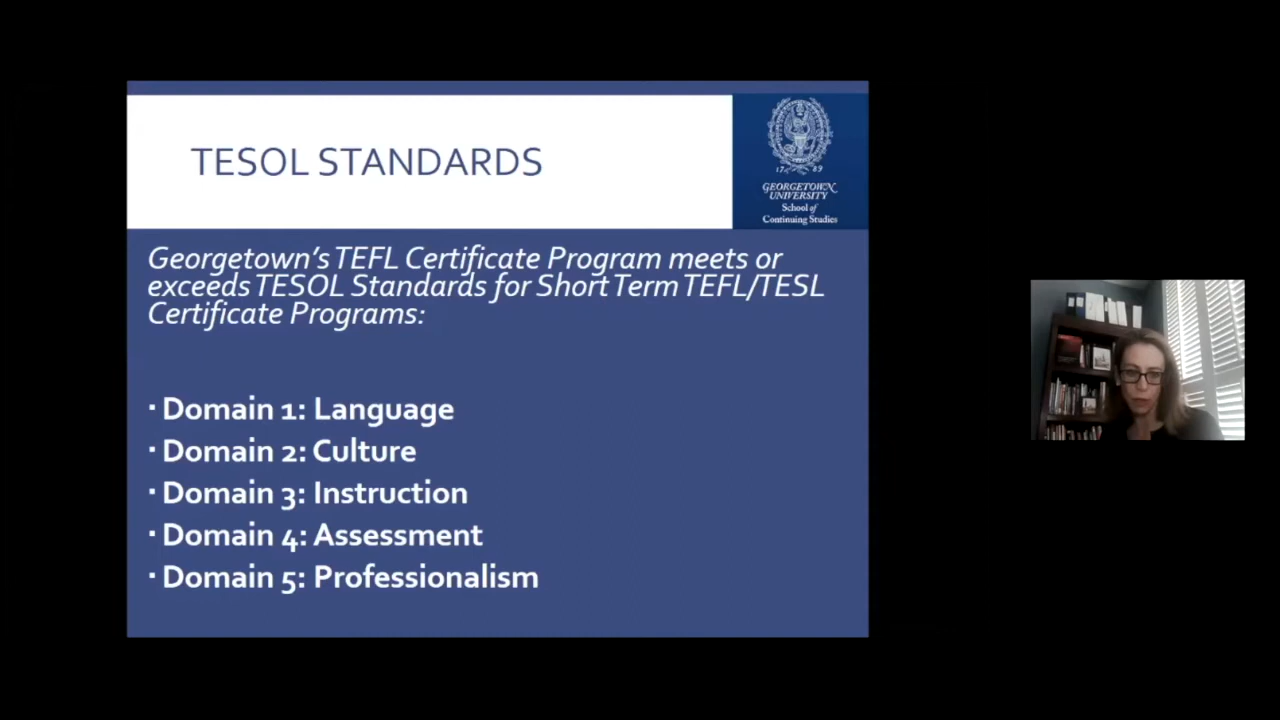 TESOL STANDARDS
17 89
GEORGETOWN
UNIVERSITY
School of
Continuing Studies
Georgetown's TEFL Certificate Program meets or
exceeds TESOL Standards for Short Term TEFL/TESL
Certificate Programs:
▪ Domain 1: Language
▪ Domain 2: Culture
▪ Domain 3: Instruction
▪ Domain 4: Assessment
▪ Domain 5: Professionalism